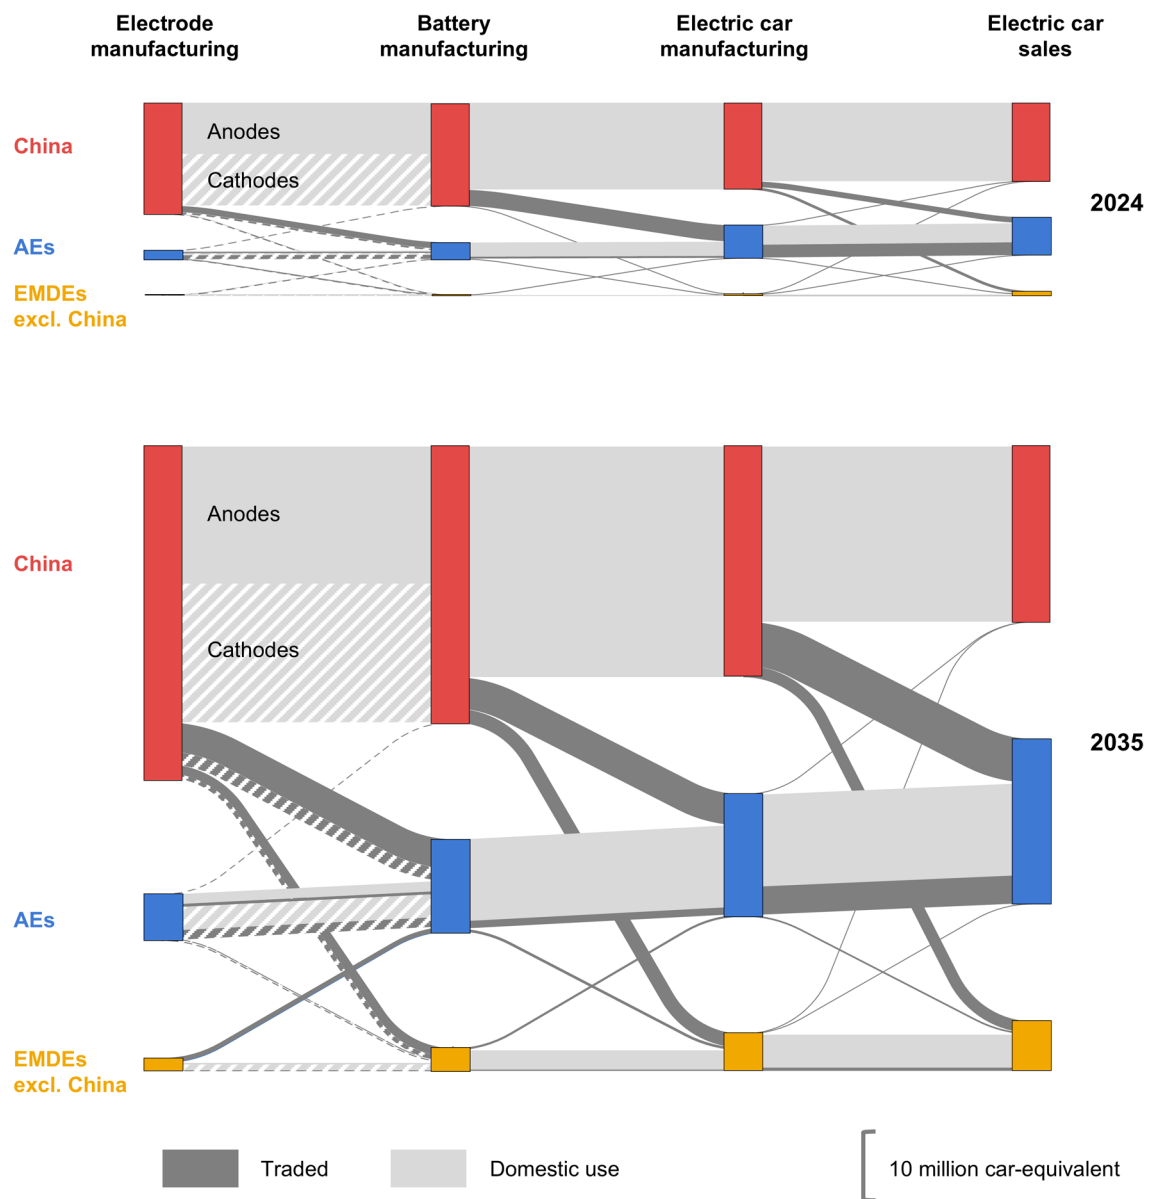 Electrode
manufacturing
Battery
manufacturing
Electric car
manufacturing
Electric car
sales
China
Anodes
Cathodes
2024
AEs
EMDEs
excl. China
Anodes
China
Cathodes
2035
AEs
EMDEs
excl. China
Traded
Domestic use
10 million car-equivalent